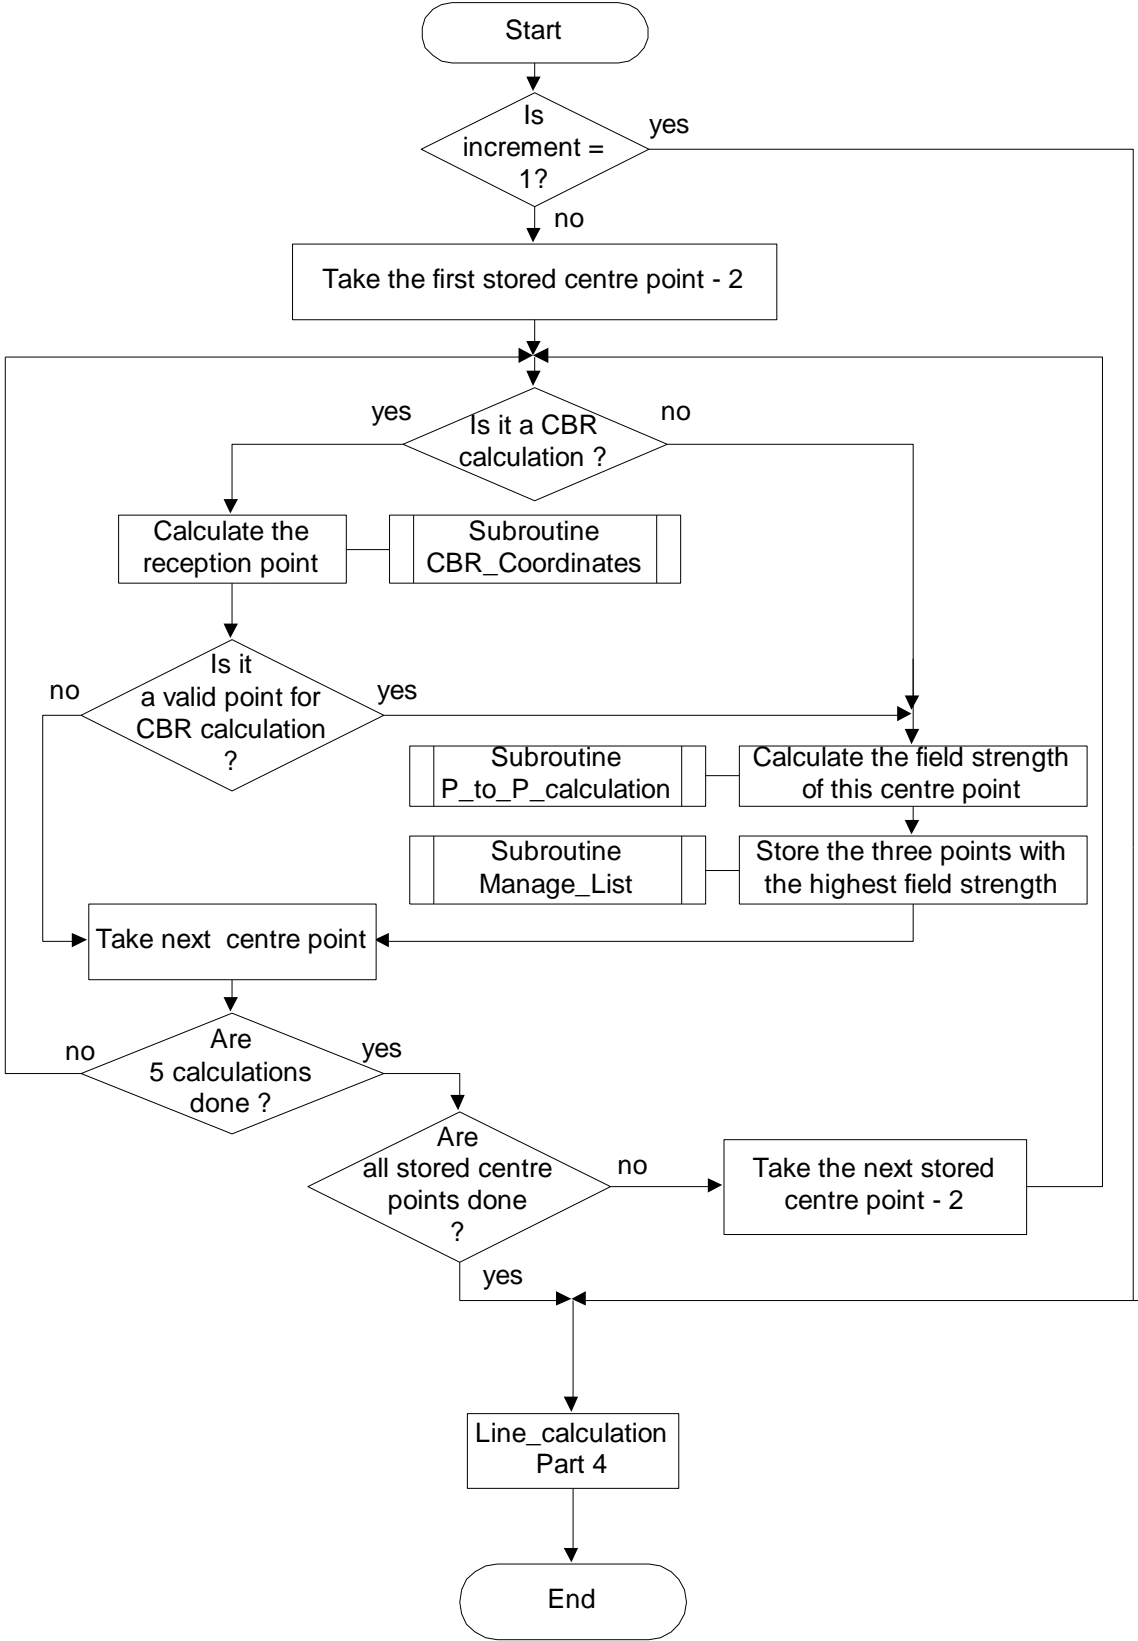 Start
Is
increment =
1?
yes
no
Take the first stored centre point - 2
yes
no
Is it a CBR
calculation ?
Calculate the
reception point
Subroutine
CBR_Coordinates
Is it
a valid point for
CBR calculation
?
no
yes
Subroutine
P_to_P_calculation
Calculate the field strength
of this centre point
Subroutine
Manage_List
Store the three points with
the highest field strength
Take next centre point
Are
5 calculations
done ?
no
yes
Are
all stored centre
points done
?
no
Take the next stored
centre point - 2
yes
Line_calculation
Part 4
End